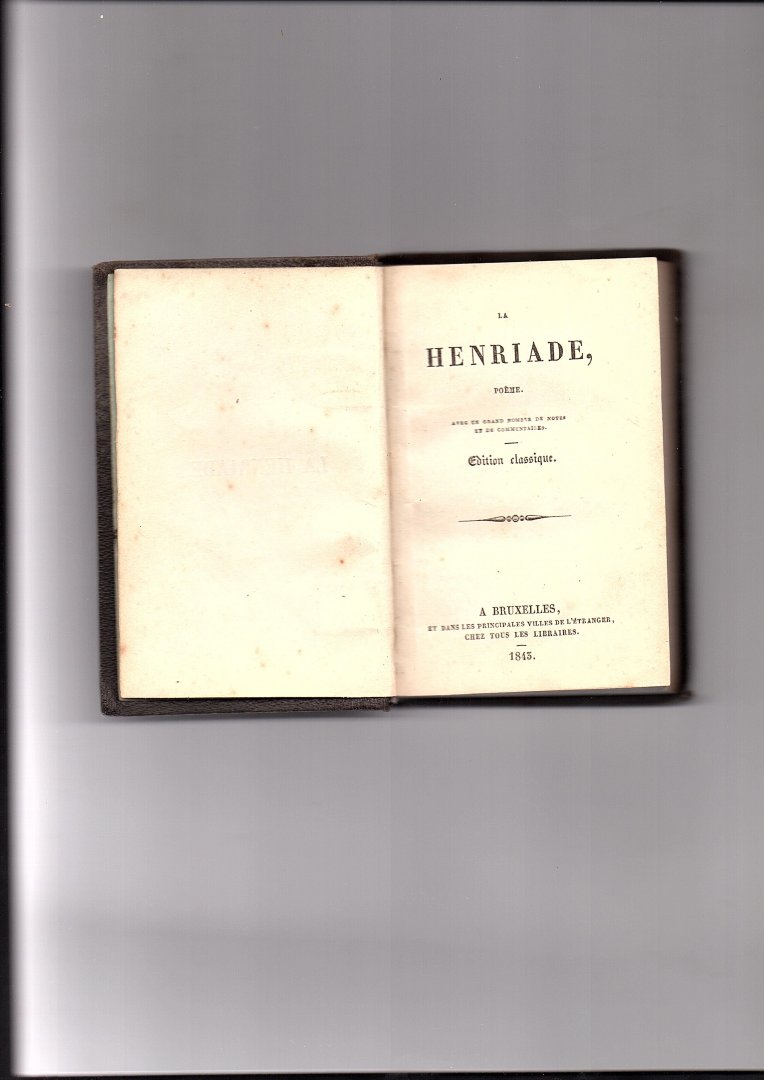 LA
HENRIADE,
POÈME.
AVEC UN GRAND NOMBRE DE NOTES
ET DE COMMENTAIRES.
Edition classique.
A BRUXELLES,
ET DANS LES PRINCIPALES VILLES DE L'ÉTRANGER,
CHEZ TOUS LES LIBRAIRES.
1843.